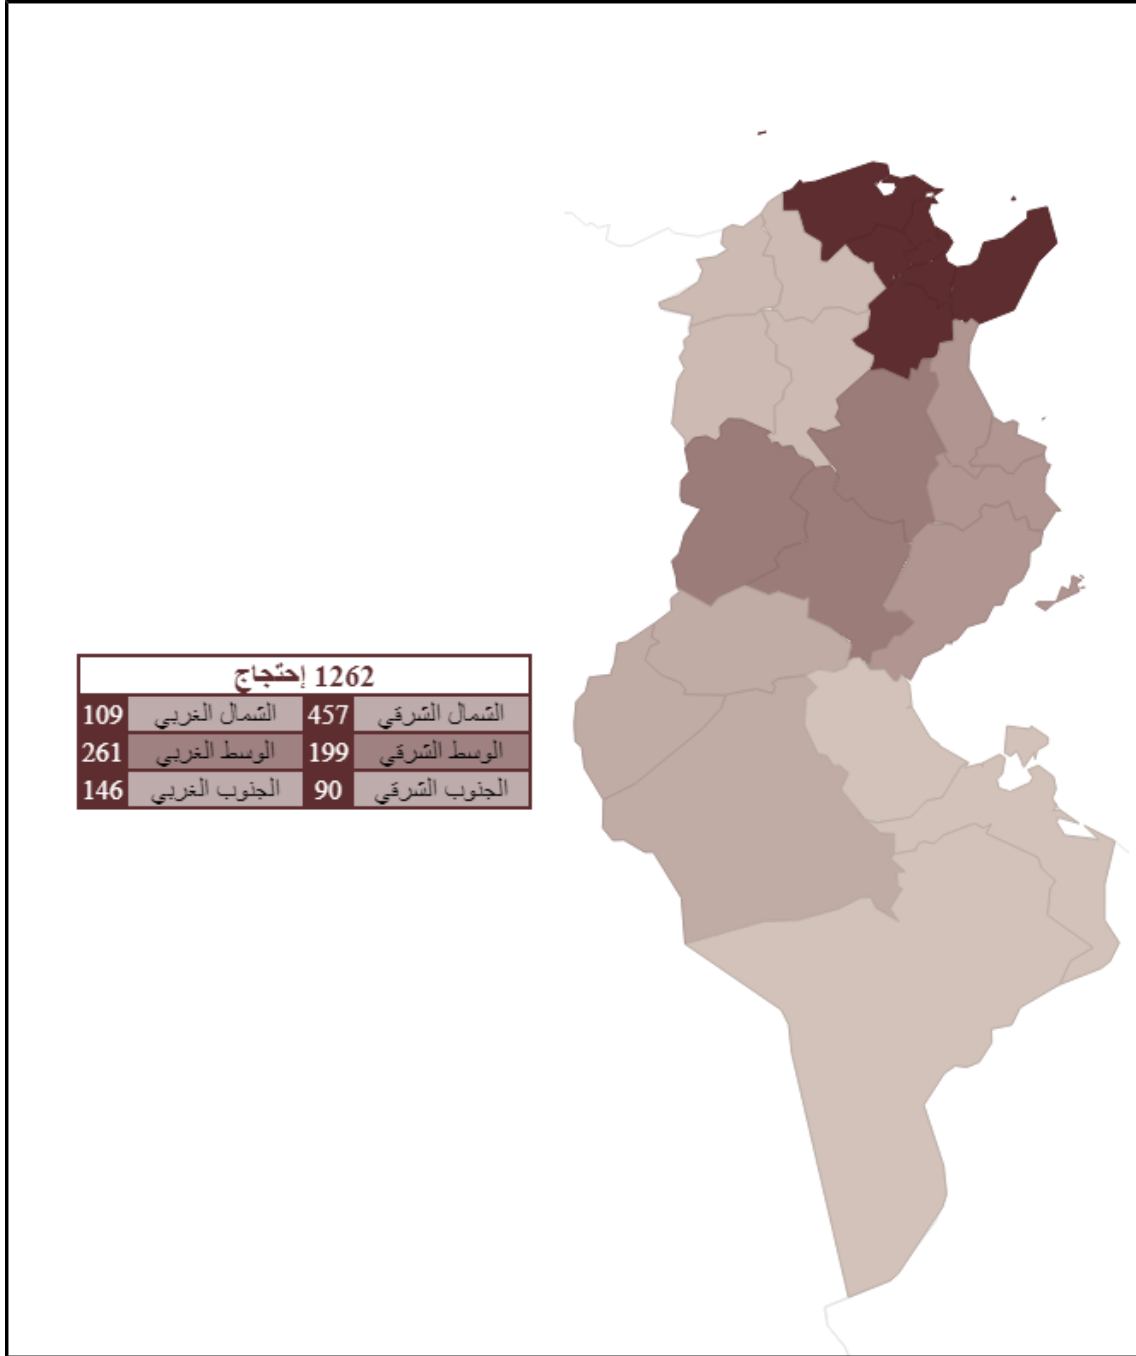 1262 إحتجاج
الشمال الشرقي 457 الشمال الغربي 109
الوسط الشرقي 199 الوسط الغربي 261
الجنوب الشرقي 90 الجنوب الغربي 146